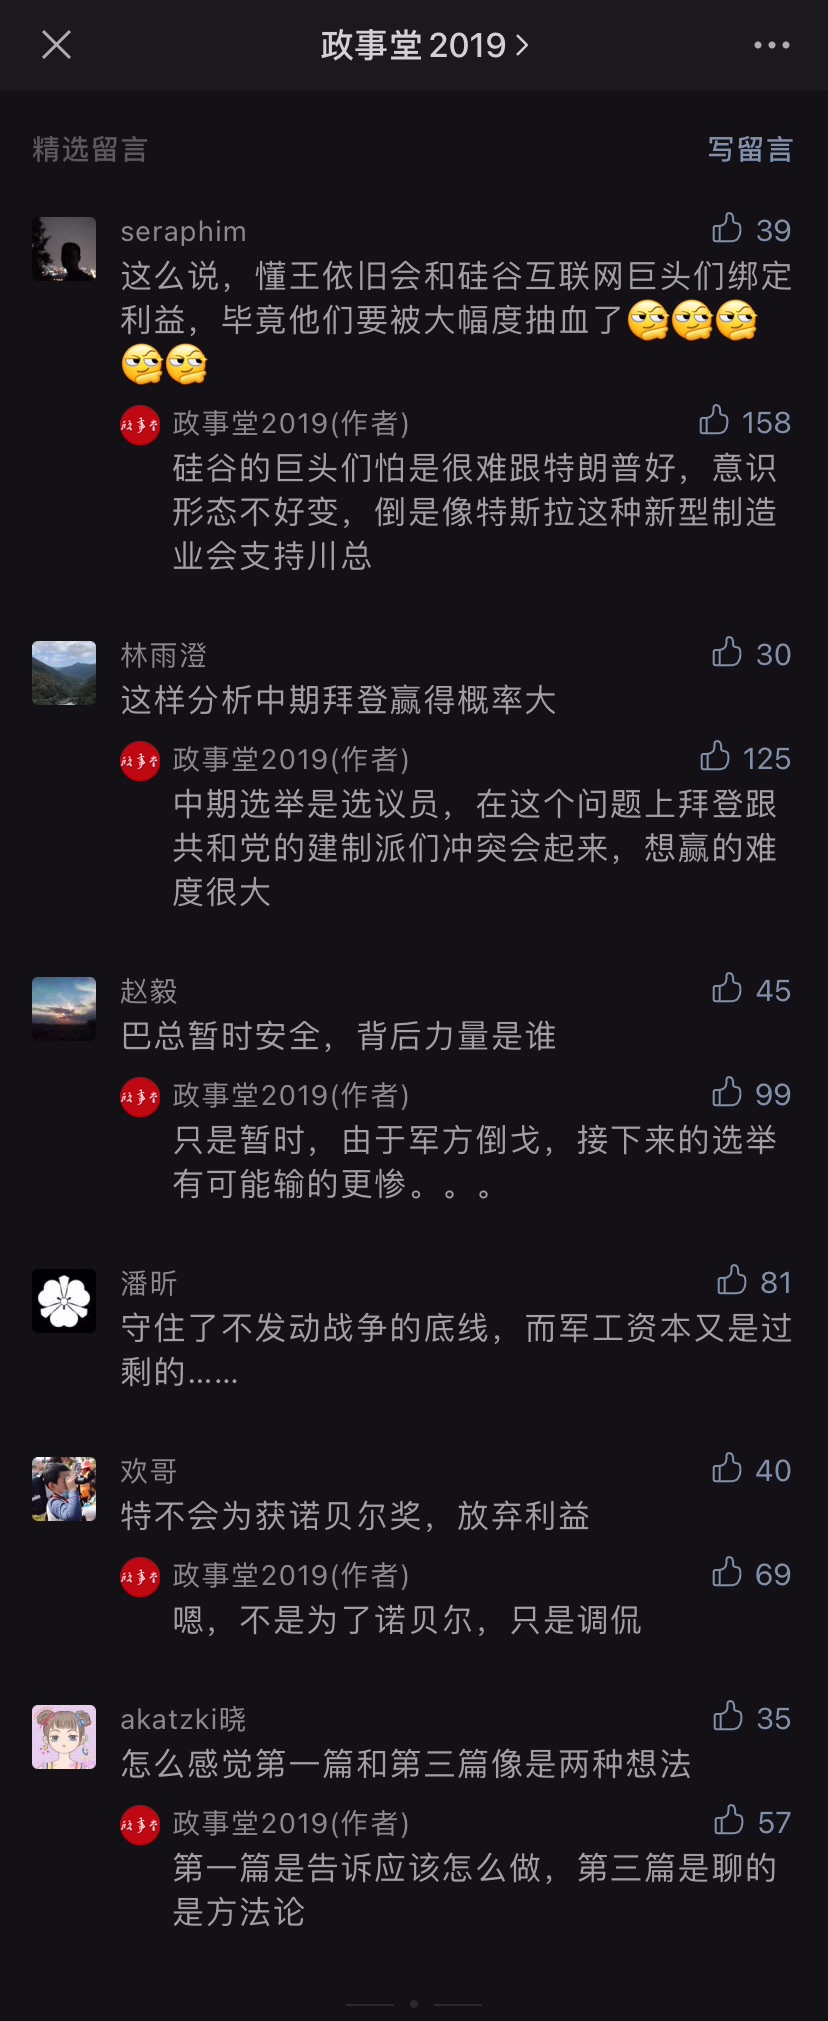 政事堂2019
精选留言
写留言
seraphim
39
这么说，懂王依旧会和硅谷互联网巨头们绑定
利益，毕竟他们要被大幅度抽血了
政事堂2019(作者)
158
硅谷的巨头们怕是很难跟特朗普好，意识
形态不好变，倒是像特斯拉这种新型制造
业会支持川总
林雨澄
30
这样分析中期拜登赢得概率大
政事堂2019(作者)
125
中期选举是选议员，在这个问题上拜登跟
共和党的建制派们冲突会起来，想赢的难
度很大
赵毅
45
巴总暂时安全，背后力量是谁
政事堂2019(作者)
99
只是暂时，由于军方倒戈，接下来的选举
有可能输的更惨。。。
潘昕
81
守住了不发动战争的底线，而军工资本又是过
剩的……
欢哥
40
特不会为获诺贝尔奖，放弃利益
政事堂2019(作者)
69
嗯，不是为了诺贝尔，只是调侃
akatzki晓
35
怎么感觉第一篇和第三篇像是两种想法
政事堂2019(作者)
57
第一篇是告诉应该怎么做，第三篇是聊的
是方法论